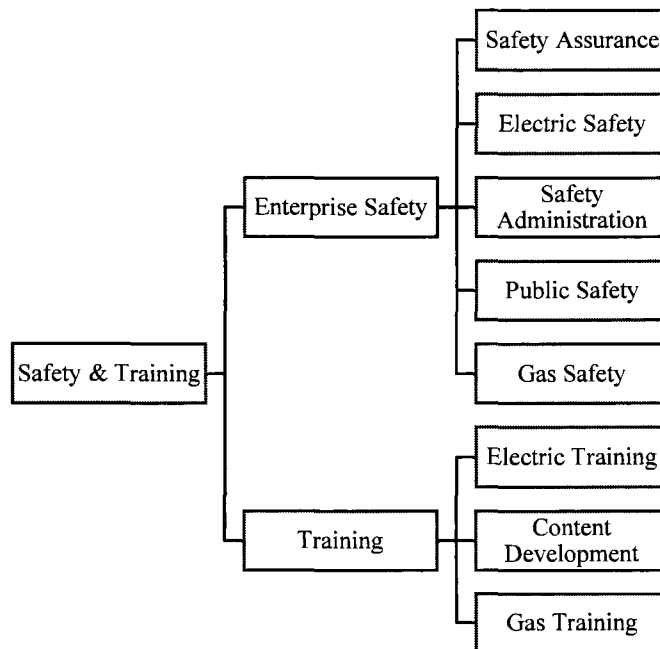 Safety Assurance
Electric Safety
Enterprise Safety
Safety
Administration
Public Safety
Safety & Training
Gas Safety
Electric Training
Training
Content
Development
Gas Training